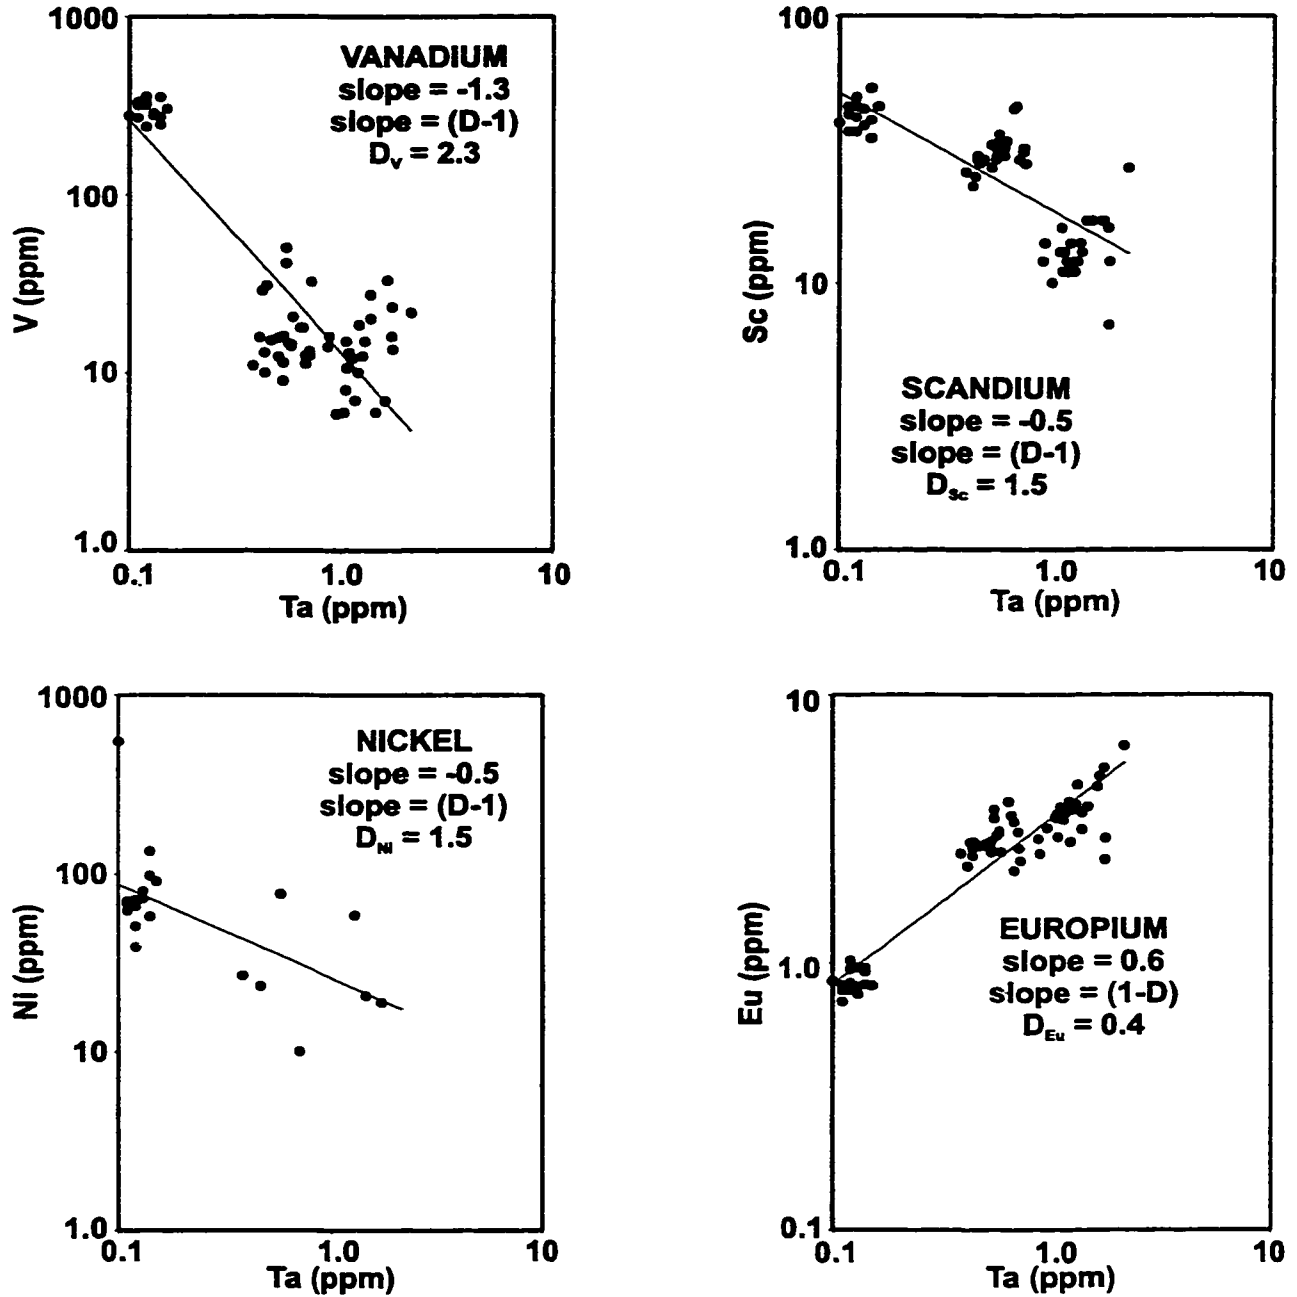 1000
VANADIUM
slope = -1.3
slope = (D-1)
Dv = 2.3
100
V (ppm)
10
1.0
0.1 1.0 10
Ta (ppm)
100
Sc (ppm)
10
SCANDIUM
slope = -0.5
slope = (D-1)
DSc = 1.5
1.0
0.1 1.0 10
Ta (ppm)
1000
NICKEL
slope = -0.5
slope = (D-1)
DNi = 1.5
100
Ni (ppm)
10
1.0
0.1 1.0 10
Ta (ppm)
10
Eu (ppm)
1.0
EUROPIUM
slope = 0.6
slope = (1-D)
DEu = 0.4
0.1
0.1 1.0 10
Ta (ppm)